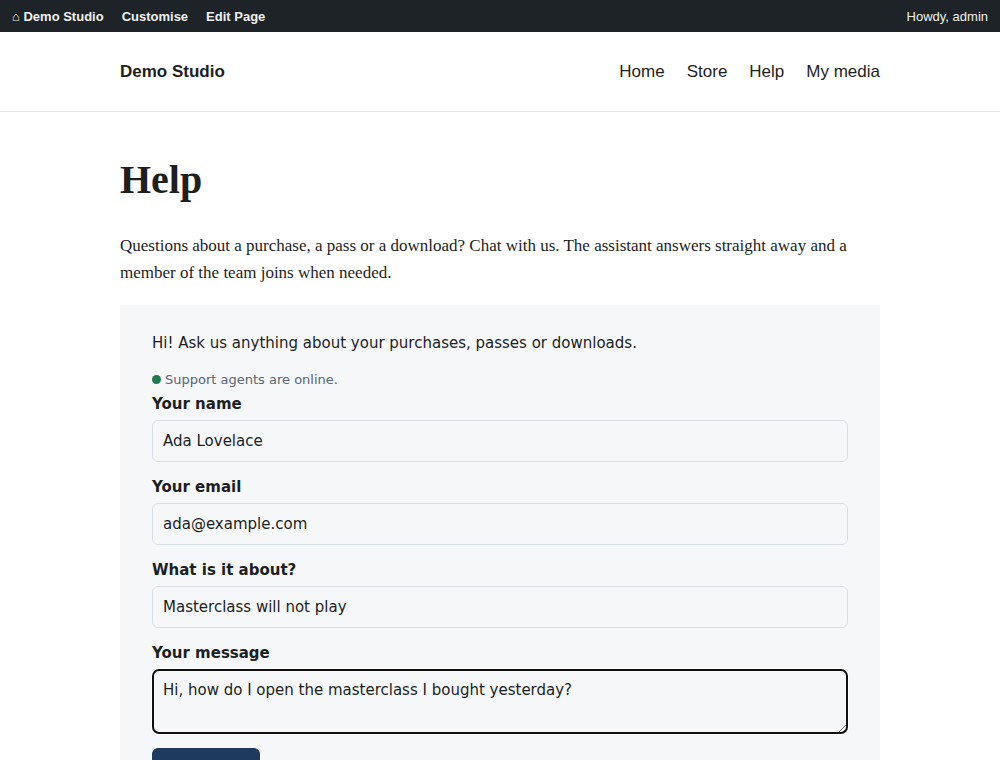 ⌂ Demo Studio Customise Edit Page Howdy, admin
Demo Studio Home Store Help My media
Help
Questions about a purchase, a pass or a download? Chat with us. The assistant answers straight away and a
member of the team joins when needed.
Hi! Ask us anything about your purchases, passes or downloads.
Support agents are online.
Your name
Ada Lovelace
Your email
ada@example.com
What is it about?
Masterclass will not play
Your message
Hi, how do I open the masterclass I bought yesterday?